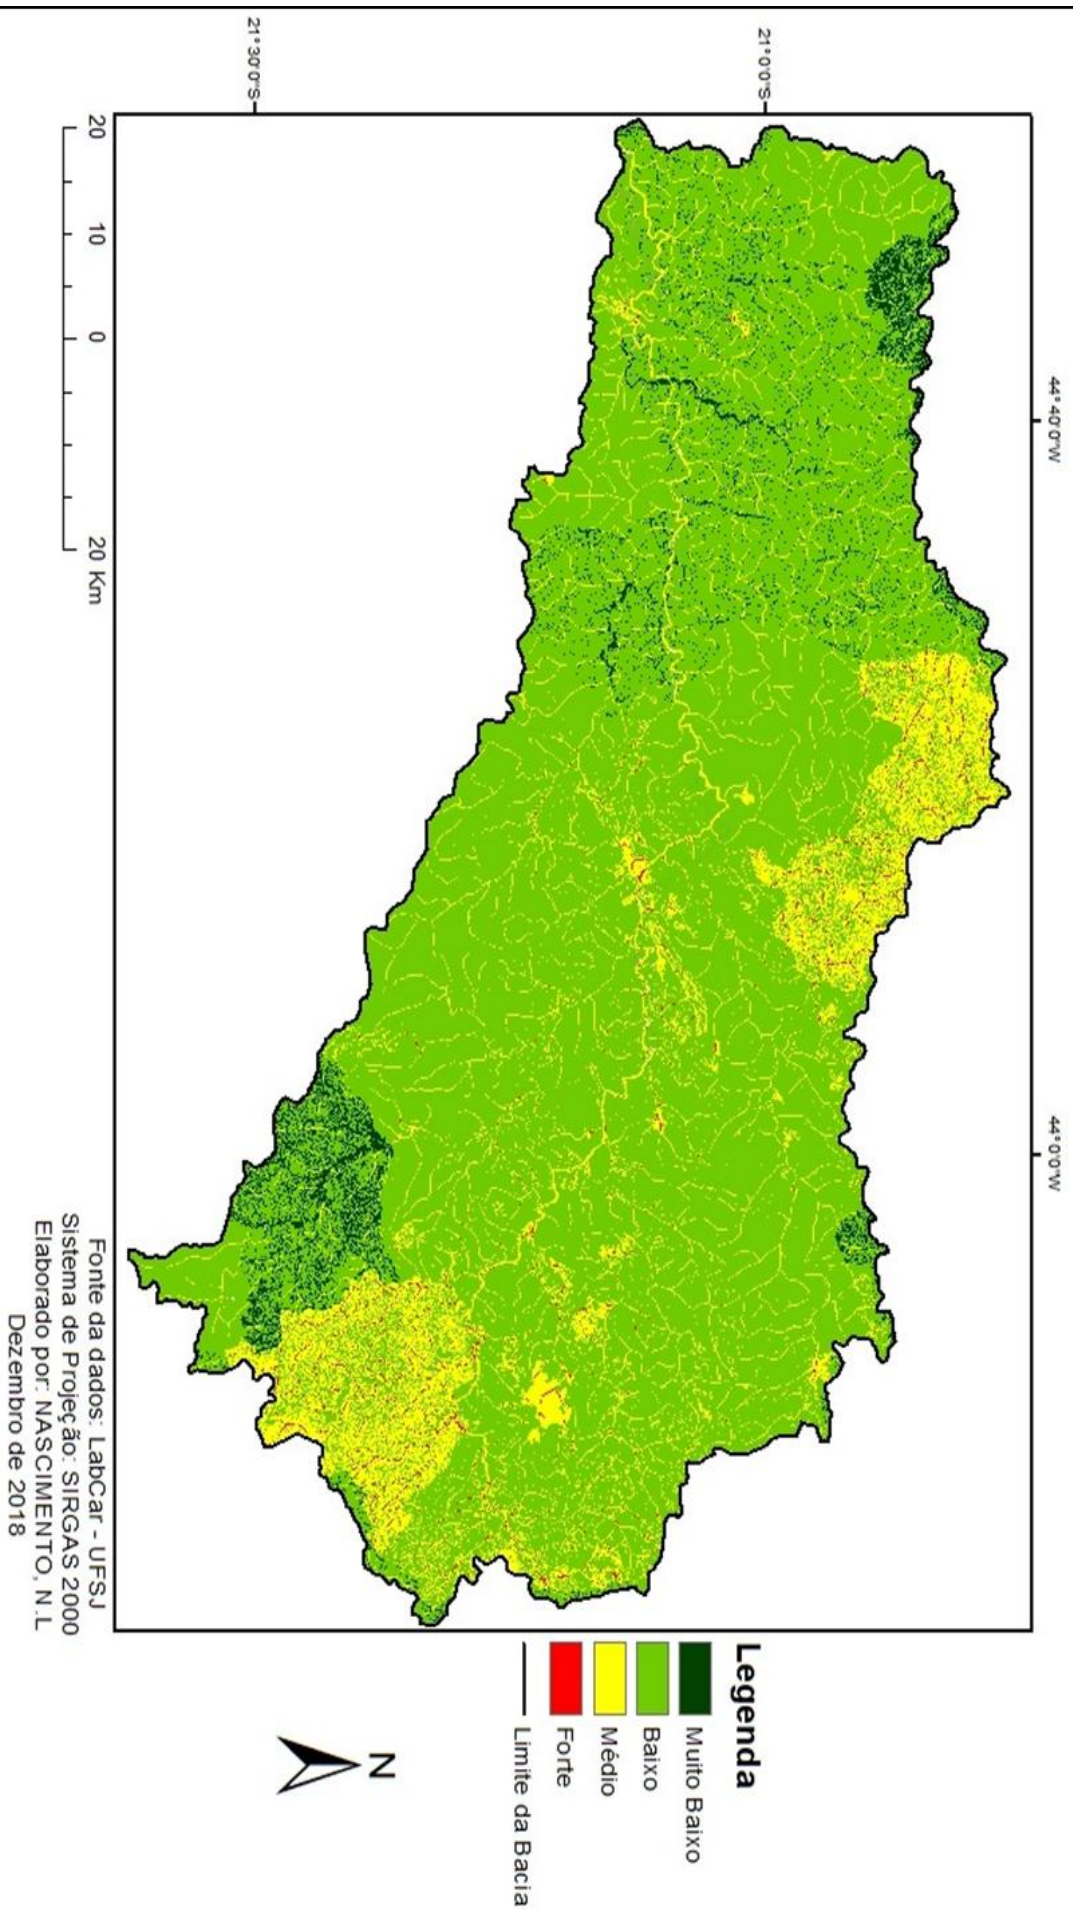 44°40'0"W
44°0'0"W
21°0'0"S
21°30'0"S
Legenda
Muito Baixo
Baixo
Médio
Forte
Limite da Bacia
N
20 10 0 20 Km
Fonte da dados: LabCar - UFSJ
Sistema de Projeção: SIRGAS 2000
Elaborado por: NASCIMENTO, N.L
Dezembro de 2018